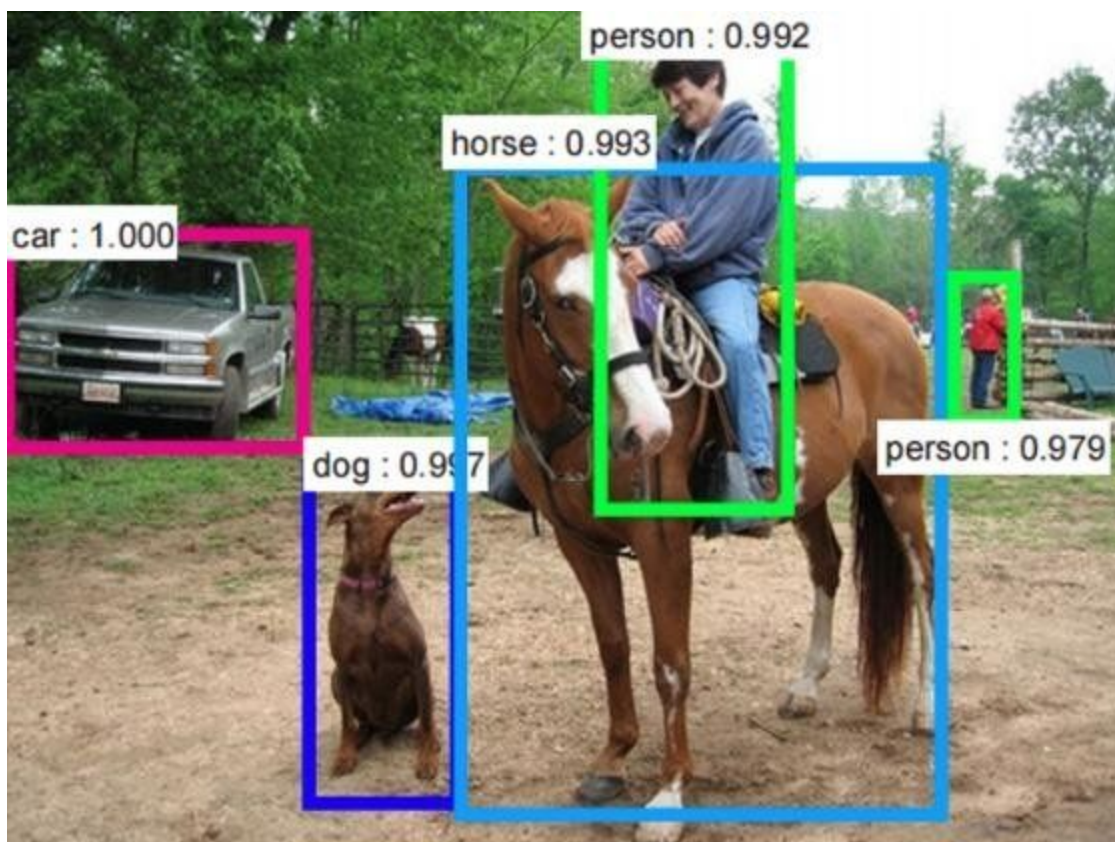 person : 0.992
horse : 0.993
car : 1.000
dog : 0.997
person : 0.979